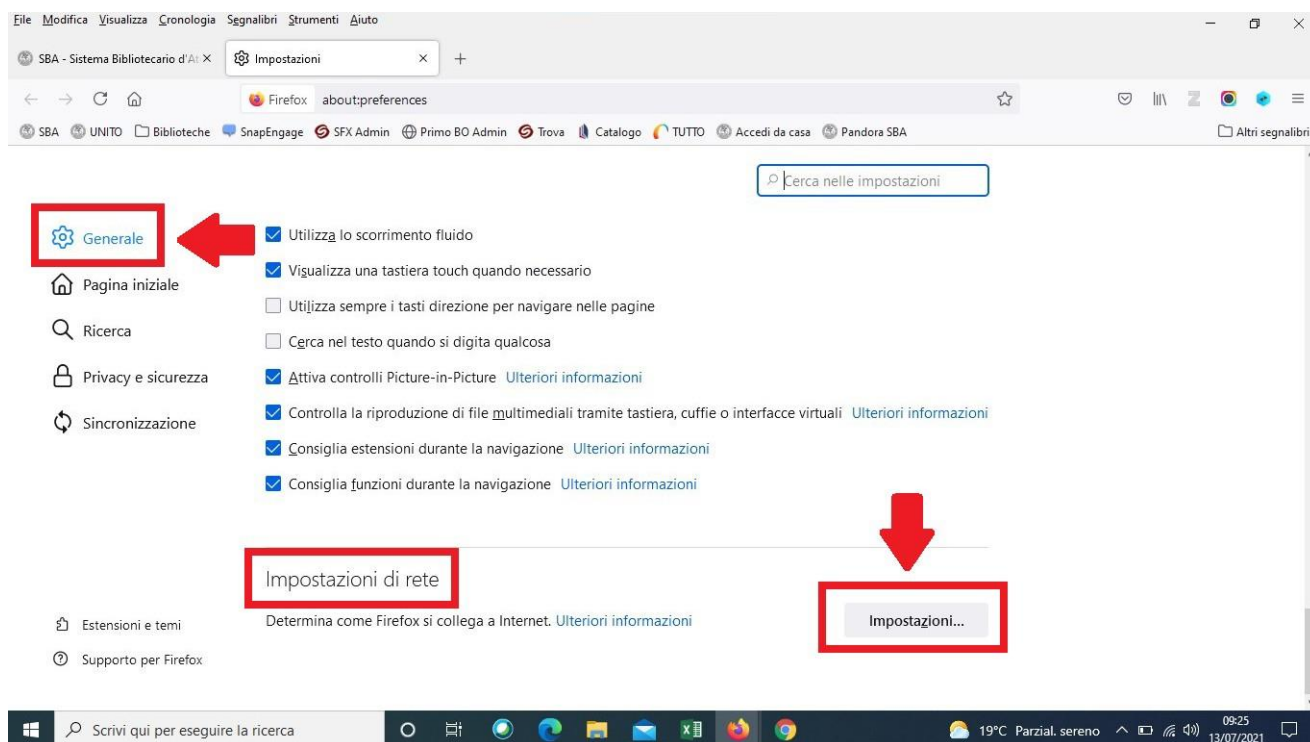 File Modifica Visualizza Cronologia Segnalibri Strumenti Aiuto
SBA - Sistema Bibliotecario d'At
Impostazioni
Firefox about:preferences
SBA UNITO Biblioteche SnapEngage SFX Admin Primo BO Admin Trova Catalogo TUTTO Accedi da casa Pandora SBA Altri segnalibri
Cerca nelle impostazioni
Generale
Pagina iniziale
Ricerca
Privacy e sicurezza
Sincronizzazione
Utilizza lo scorrimento fluido
Visualizza una tastiera touch quando necessario
Utilizza sempre i tasti direzione per navigare nelle pagine
Cerca nel testo quando si digita qualcosa
Attiva controlli Picture-in-Picture Ulteriori informazioni
Controlla la riproduzione di file multimediali tramite tastiera, cuffie o interfacce virtuali Ulteriori informazioni
Consiglia estensioni durante la navigazione Ulteriori informazioni
Consiglia funzioni durante la navigazione Ulteriori informazioni
Impostazioni di rete
Determina come Firefox si collega a Internet. Ulteriori informazioni
Impostazioni...
Estensioni e temi
Supporto per Firefox
Scrivi qui per eseguire la ricerca
19°C Parzial. sereno
09:25
13/07/2021